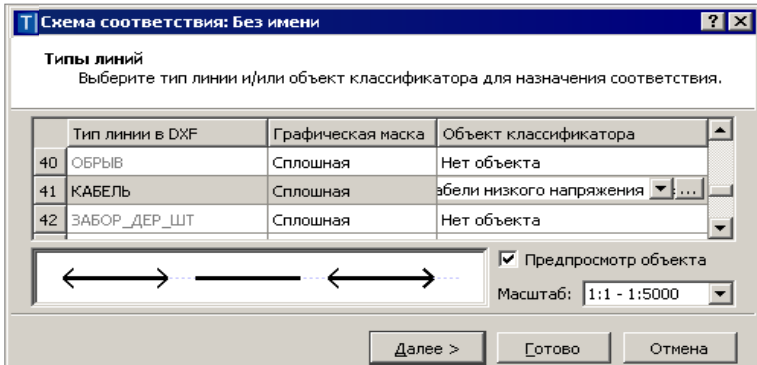 T Схема соответствия: Без имени ? X
Типы линий
Выберите тип линии и/или объект классификатора для назначения соответствия.
Тип линии в DXF Графическая маска Объект классификатора
40 ОБРЫВ Сплошная Нет объекта
41 КАБЕЛЬ Сплошная абели низкого напряжения ...
42 ЗАБОР_ДЕР_ШТ Сплошная Нет объекта
Предпросмотр объекта
Масштаб: 1:1 - 1:5000
Далее > Готово Отмена